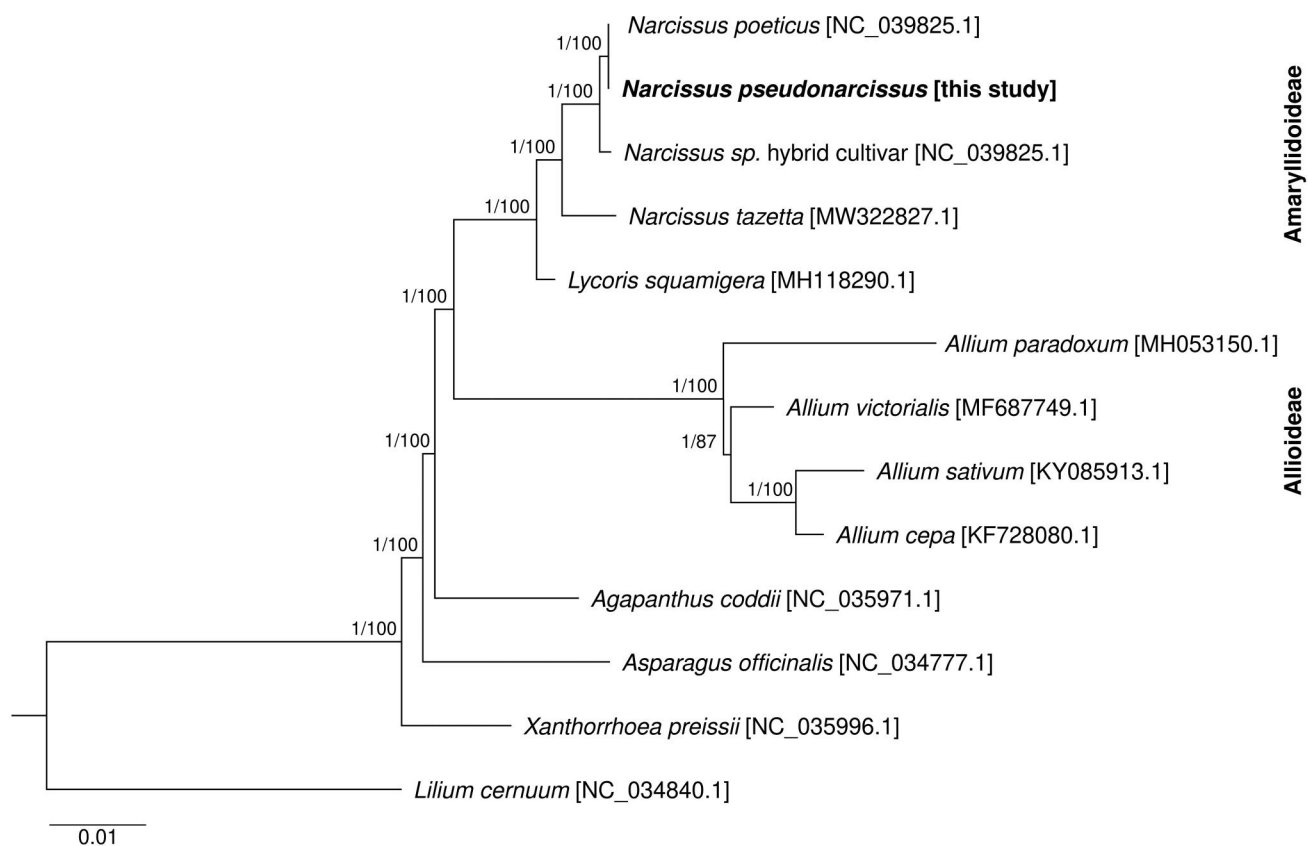 Narcissus poeticus [NC_039825.1]
1/100
Narcissus pseudonarcissus [this study]
1/100
Narcissus sp. hybrid cultivar [NC_039825.1]
1/100
Narcissus tazetta [MW322827.1]
1/100
Lycoris squamigera [MH118290.1]
Amaryllidoideae
1/100
Allium paradoxum [MH053150.1]
1/100
Allium victorialis [MF687749.1]
1/87
Allium sativum [KY085913.1]
1/100
Allium cepa [KF728080.1]
Allioideae
1/100
Agapanthus coddii [NC_035971.1]
1/100
Asparagus officinalis [NC_034777.1]
1/100
Xanthorrhoea preissii [NC_035996.1]
Lilium cernuum [NC_034840.1]
0.01